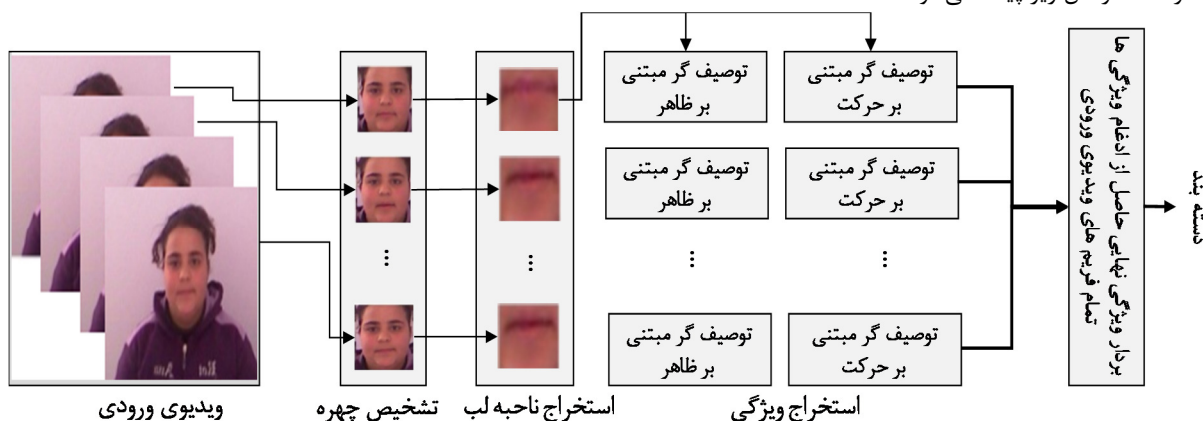 توصیف گر مبتنی
بر ظاهر
توصیف گر مبتنی
بر حرکت
توصیف گر مبتنی
بر ظاهر
توصیف گر مبتنی
بر حرکت
...
...
...
...
توصیف گر مبتنی
بر ظاهر
توصیف گر مبتنی
بر حرکت
بردار ویژگی نهایی حاصل از ادغام ویژگی ها
تمام فریم های ویدیوی ورودی
دسته بند
ویدیوی ورودی
تشخیص چهره
استخراج ناحیه لب
استخراج ویژگی